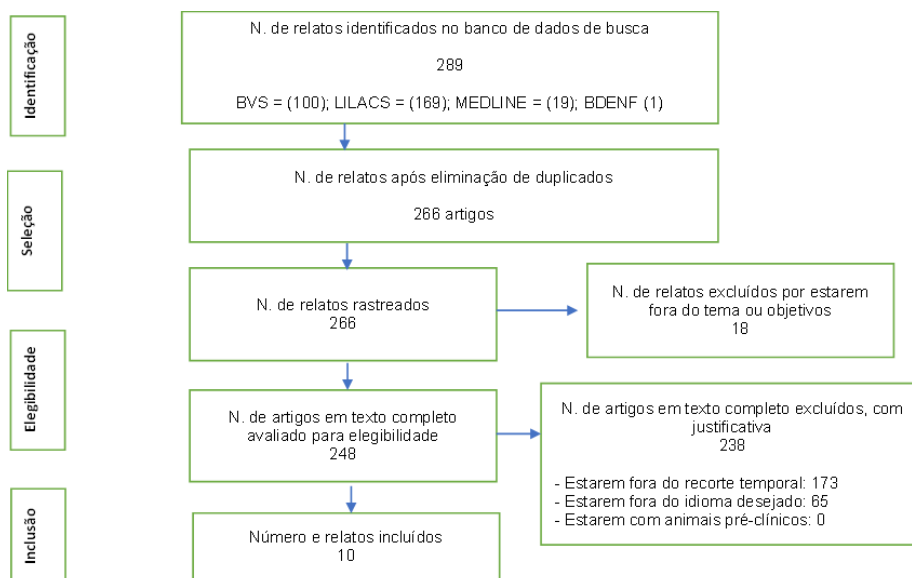 Identificação
N. de relatos identificados no banco de dados de busca
289
BVS = (100); LILACS = (169); MEDLINE = (19); BDENF (1)
Seleção
N. de relatos após eliminação de duplicados
266 artigos
N. de relatos rastreados
266
N. de relatos excluídos por estarem
fora do tema ou objetivos
18
Elegibilidade
N. de artigos em texto completo
avaliado para elegibilidade
248
N. de artigos em texto completo excluídos, com
justificativa
238
- Estarem fora do recorte temporal: 173
- Estarem fora do idioma desejado: 65
- Estarem com animais pré-clínicos: 0
Inclusão
Número e relatos incluídos
10